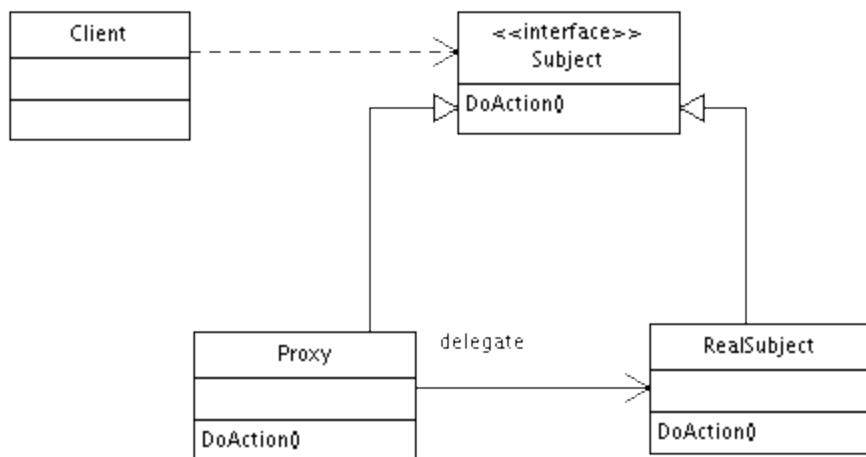 Client
<<interface>>
Subject
DoAction()
Proxy
DoAction()
delegate
RealSubject
DoAction()